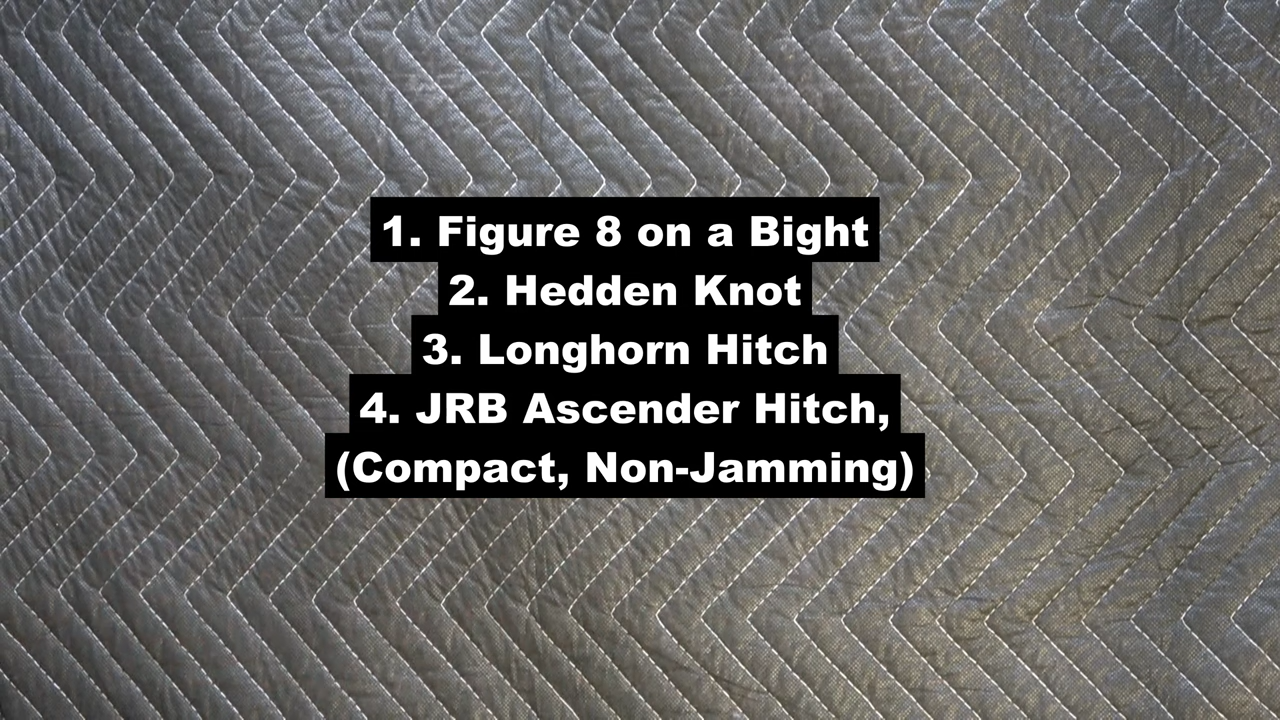 1. Figure 8 on a Bight
2. Hedden Knot
3. Longhorn Hitch
4. JRB Ascender Hitch,
(Compact, Non-Jamming)